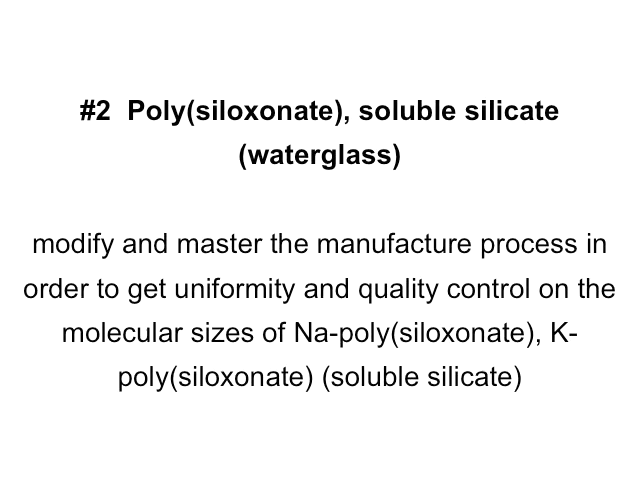 #2  Poly(siloxonate), soluble silicate
(waterglass)
modify and master the manufacture process in
order to get uniformity and quality control on the
molecular sizes of Na-poly(siloxonate), K-
poly(siloxonate) (soluble silicate)